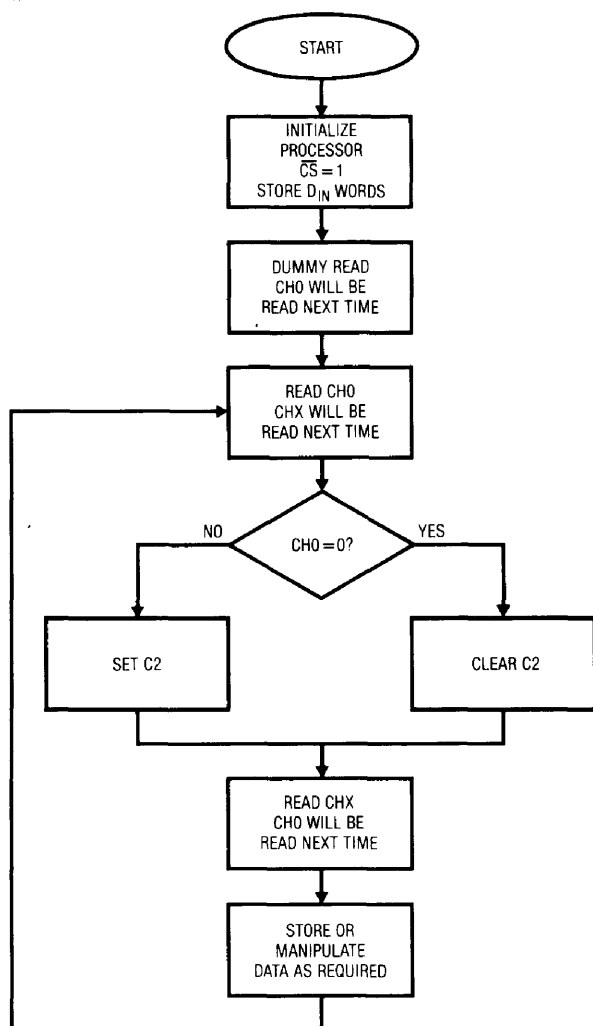 START
INITIALIZE
PROCESSOR
C̅S̅ = 1
STORE DIN WORDS
DUMMY READ
CH0 WILL BE
READ NEXT TIME
READ CH0
CHX WILL BE
READ NEXT TIME
NO
CH0 = 0?
YES
SET C2
CLEAR C2
READ CHX
CH0 WILL BE
READ NEXT TIME
STORE OR
MANIPULATE
DATA AS REQUIRED